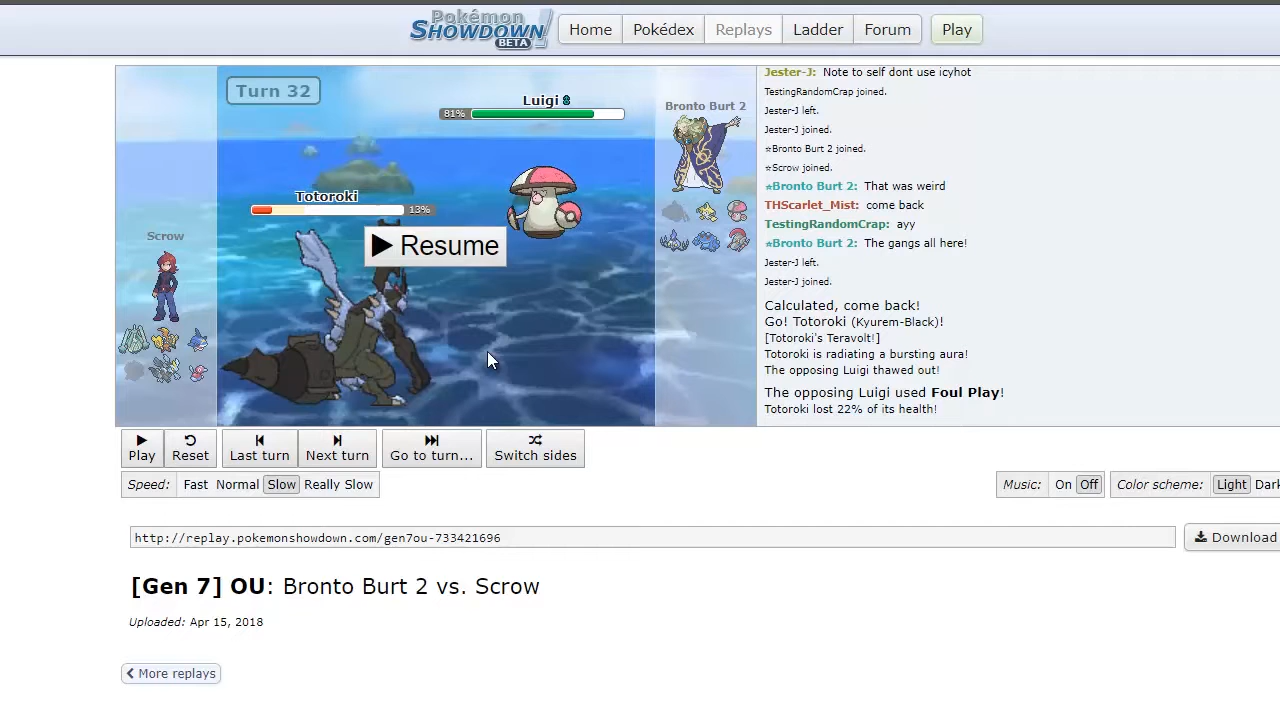 Pokémon
SHOWDOWN!
BETA
Home
Pokédex
Replays
Ladder
Forum
Play
Turn 32
Luigi
81%
Totoroki
13%
Resume
Scrow
Bronto Burt 2
Jester-J: Note to self dont use icyhot
TestingRandomCrap joined.
Jester-J left.
Jester-J joined.
☆Bronto Burt 2 joined.
☆Scrow joined.
☆Bronto Burt 2: That was weird
THScarlet_Mist: come back
TestingRandomCrap: ayy
☆Bronto Burt 2: The gangs all here!
Jester-J left.
Jester-J joined.
Calculated, come back!
Go! Totoroki (Kyurem-Black)!
[Totoroki's Teravolt!]
Totoroki is radiating a bursting aura!
The opposing Luigi thawed out!
The opposing Luigi used Foul Play!
Totoroki lost 22% of its health!
Play
Reset
Last turn
Next turn
Go to turn...
Switch sides
Speed: Fast Normal Slow Really Slow
Music: On Off
Color scheme: Light Dark
http://replay.pokemonshowdown.com/gen7ou-733421696
Download
[Gen 7] OU: Bronto Burt 2 vs. Scrow
Uploaded: Apr 15, 2018
More replays